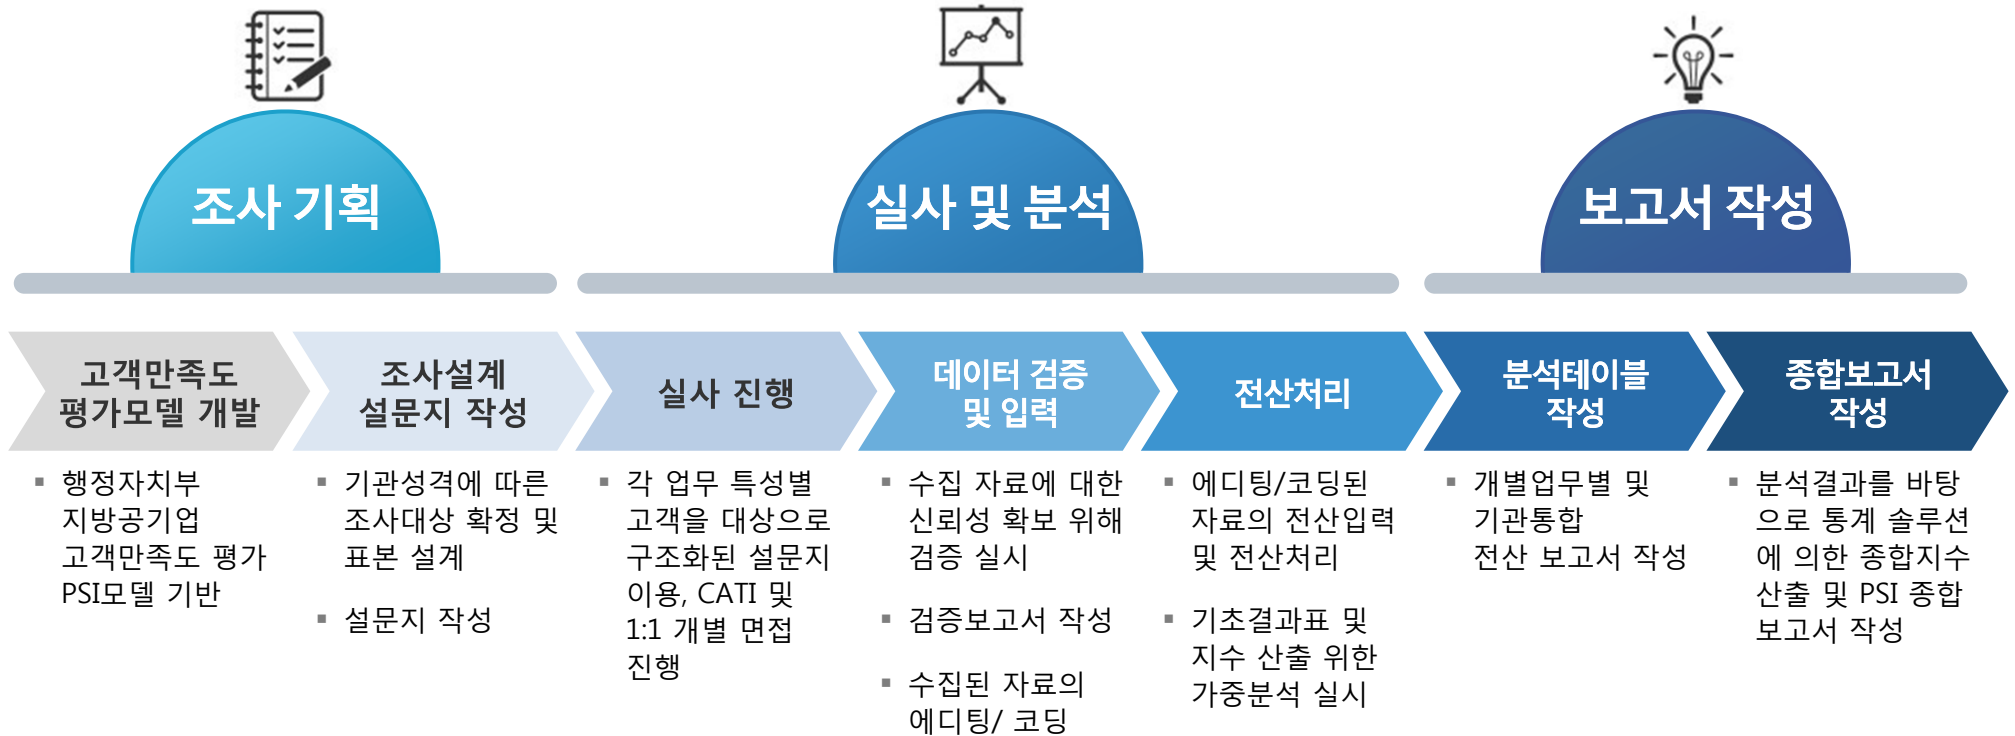 조사 기획
실사 및 분석
보고서 작성
고객만족도
평가모델 개발
조사설계
설문지 작성
실사 진행
데이터 검증
및 입력
전산처리
분석테이블
작성
종합보고서
작성
▪ 행정자치부
지방공기업
고객만족도 평가
PSI모델 기반
▪ 기관성격에 따른
조사대상 확정 및
표본 설계
▪ 설문지 작성
▪ 각 업무 특성별
고객을 대상으로
구조화된 설문지
이용, CATI 및
1:1 개별 면접
진행
▪ 수집 자료에 대한
신뢰성 확보 위해
검증 실시
▪ 검증보고서 작성
▪ 수집된 자료의
에디팅/ 코딩
▪ 에디팅/코딩된
자료의 전산입력
및 전산처리
▪ 기초결과표 및
지수 산출 위한
가중분석 실시
▪ 개별업무별 및
기관통합
전산 보고서 작성
▪ 분석결과를 바탕
으로 통계 솔루션
에 의한 종합지수
산출 및 PSI 종합
보고서 작성